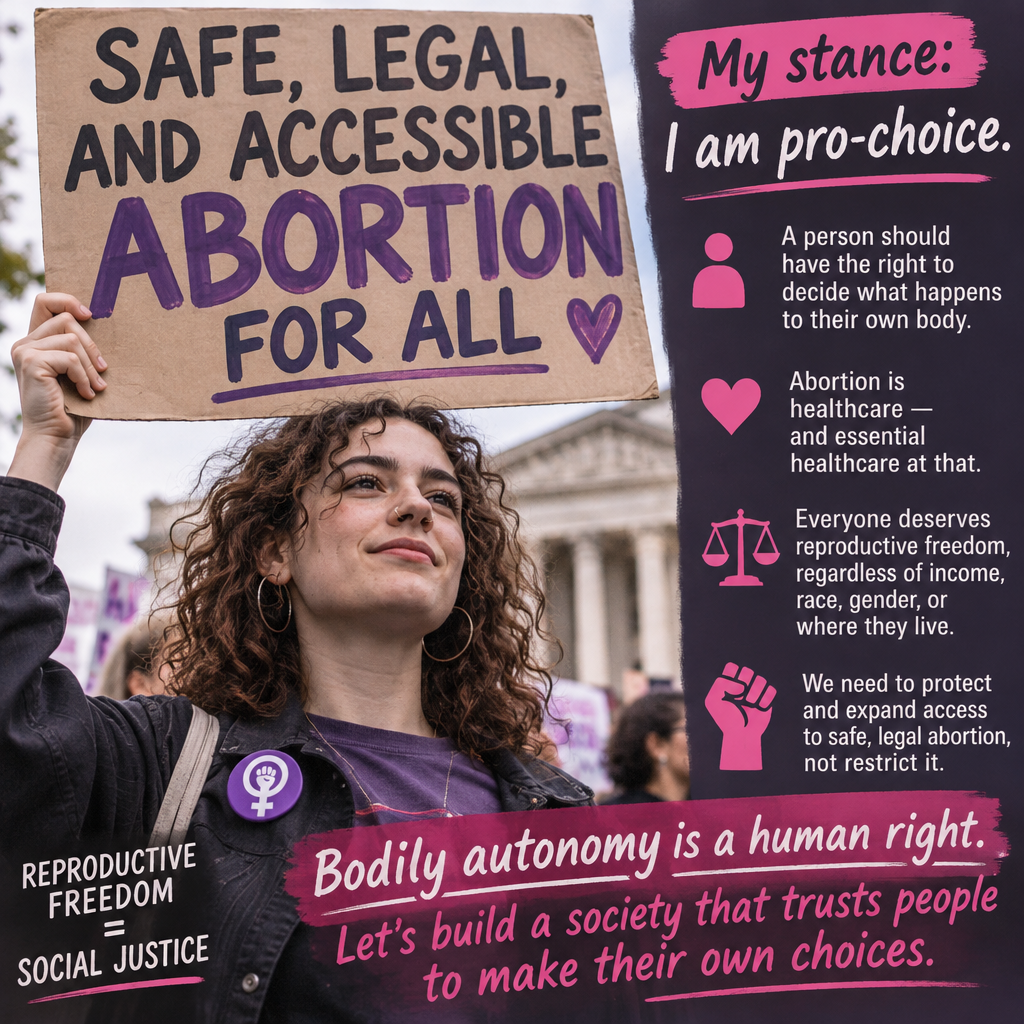 SAFE, LEGAL,
AND ACCESSIBLE
ABORTION
FOR ALL
My stance:
I am pro-choice.
A person should
have the right to
decide what happens
to their own body.
Abortion is
healthcare —
and essential
healthcare at that.
Everyone deserves
reproductive freedom,
regardless of income,
race, gender, or
where they live.
We need to protect
and expand access
to safe, legal abortion,
not restrict it.
REPRODUCTIVE
FREEDOM
=
SOCIAL JUSTICE
Bodily autonomy is a human right.
Let's build a society that trusts people
to make their own choices.